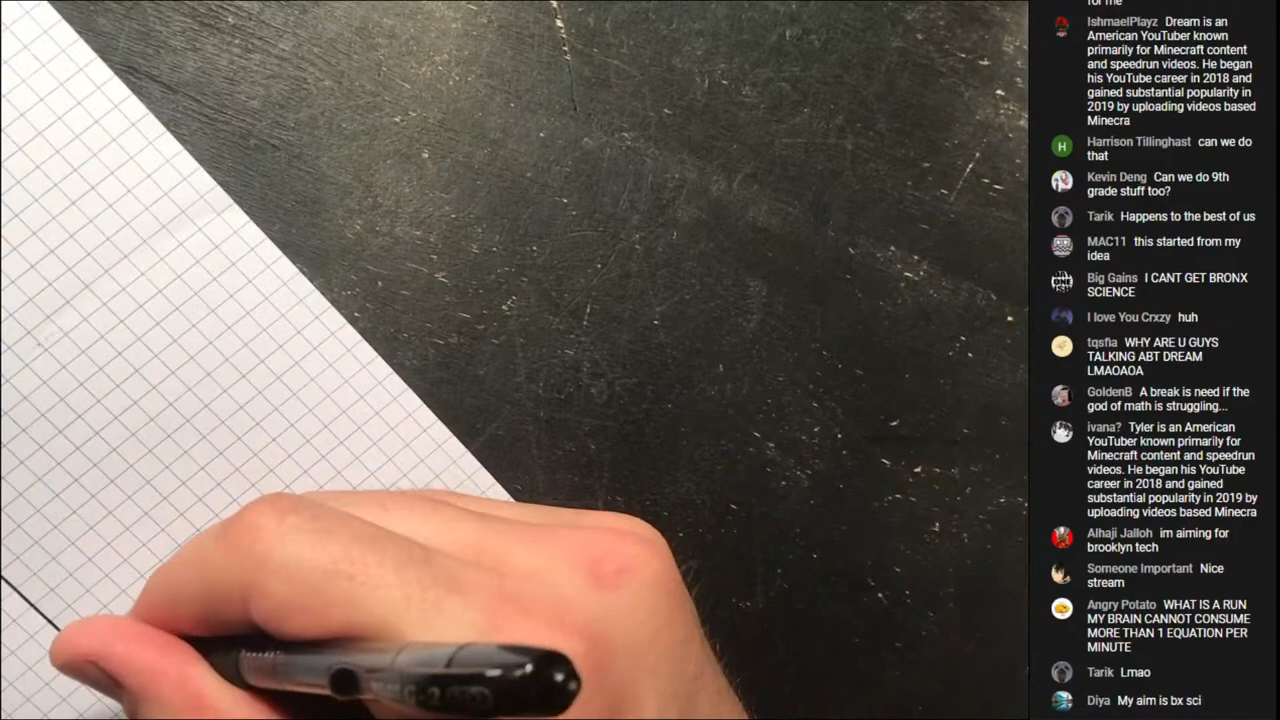 for me
IshmaelPlayz Dream is an
American YouTuber known
primarily for Minecraft content
and speedrun videos. He began
his YouTube career in 2018 and
gained substantial popularity in
2019 by uploading videos based
Minecra
H Harrison Tillinghast can we do
that
Kevin Deng Can we do 9th
grade stuff too?
Tarik Happens to the best of us
MAC11 this started from my
idea
Big Gains I CANT GET BRONX
SCIENCE
I love You Crxzy huh
tqsfia WHY ARE U GUYS
TALKING ABT DREAM
LMAOAOA
GoldenB A break is need if the
god of math is struggling...
ivana? Tyler is an American
YouTuber known primarily for
Minecraft content and speedrun
videos. He began his YouTube
career in 2018 and gained
substantial popularity in 2019 by
uploading videos based Minecra
Alhaji Jalloh im aiming for
brooklyn tech
Someone Important Nice
stream
Angry Potato WHAT IS A RUN
MY BRAIN CANNOT CONSUME
MORE THAN 1 EQUATION PER
MINUTE
Tarik Lmao
Diya My aim is bx sci
G-2